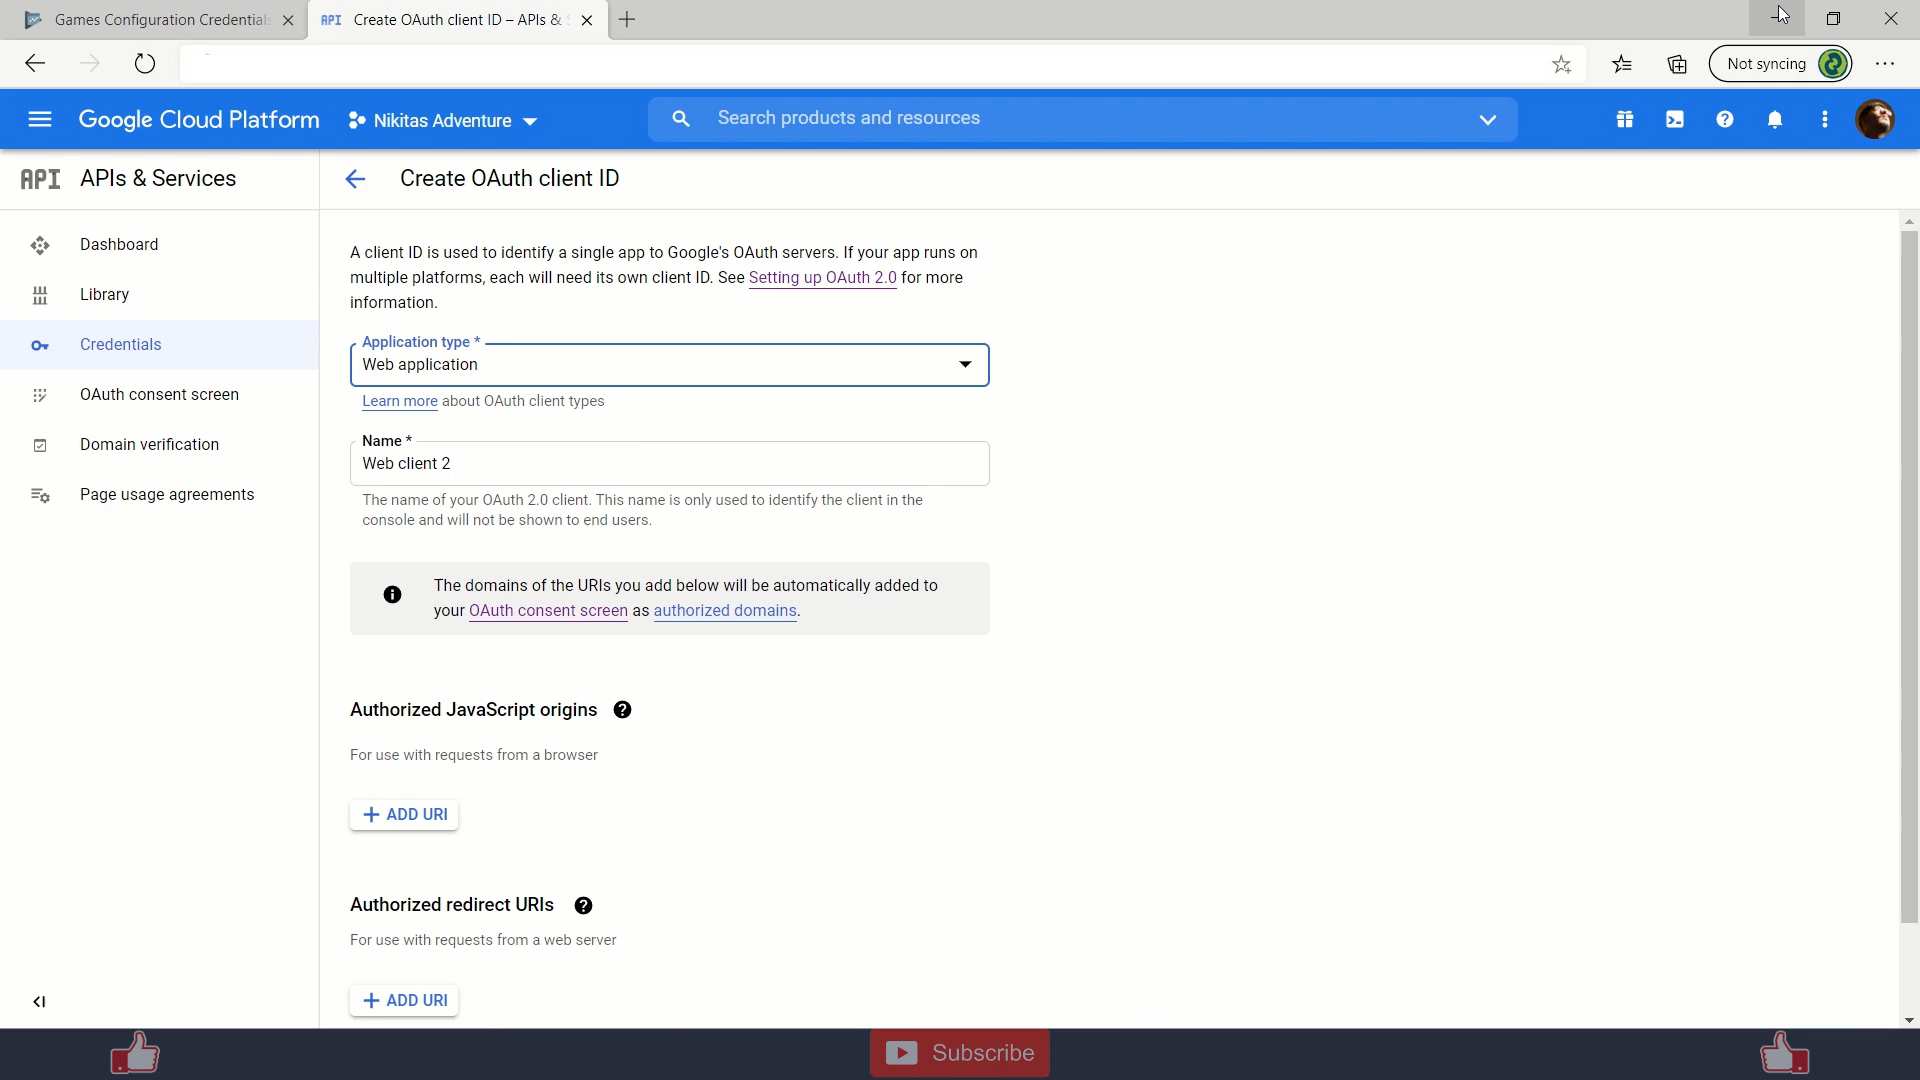 Games Configuration Credentials
API Create OAuth client ID – APIs &
Not syncing
Google Cloud Platform
Nikitas Adventure
Search products and resources
API APIs & Services
Create OAuth client ID
Dashboard
Library
Credentials
OAuth consent screen
Domain verification
Page usage agreements
A client ID is used to identify a single app to Google's OAuth servers. If your app runs on
multiple platforms, each will need its own client ID. See Setting up OAuth 2.0 for more
information.
Application type *
Web application
Learn more about OAuth client types
Name *
Web client 2
The name of your OAuth 2.0 client. This name is only used to identify the client in the
console and will not be shown to end users.
The domains of the URIs you add below will be automatically added to
your OAuth consent screen as authorized domains.
Authorized JavaScript origins
For use with requests from a browser
+ ADD URI
Authorized redirect URIs
For use with requests from a web server
+ ADD URI
Subscribe